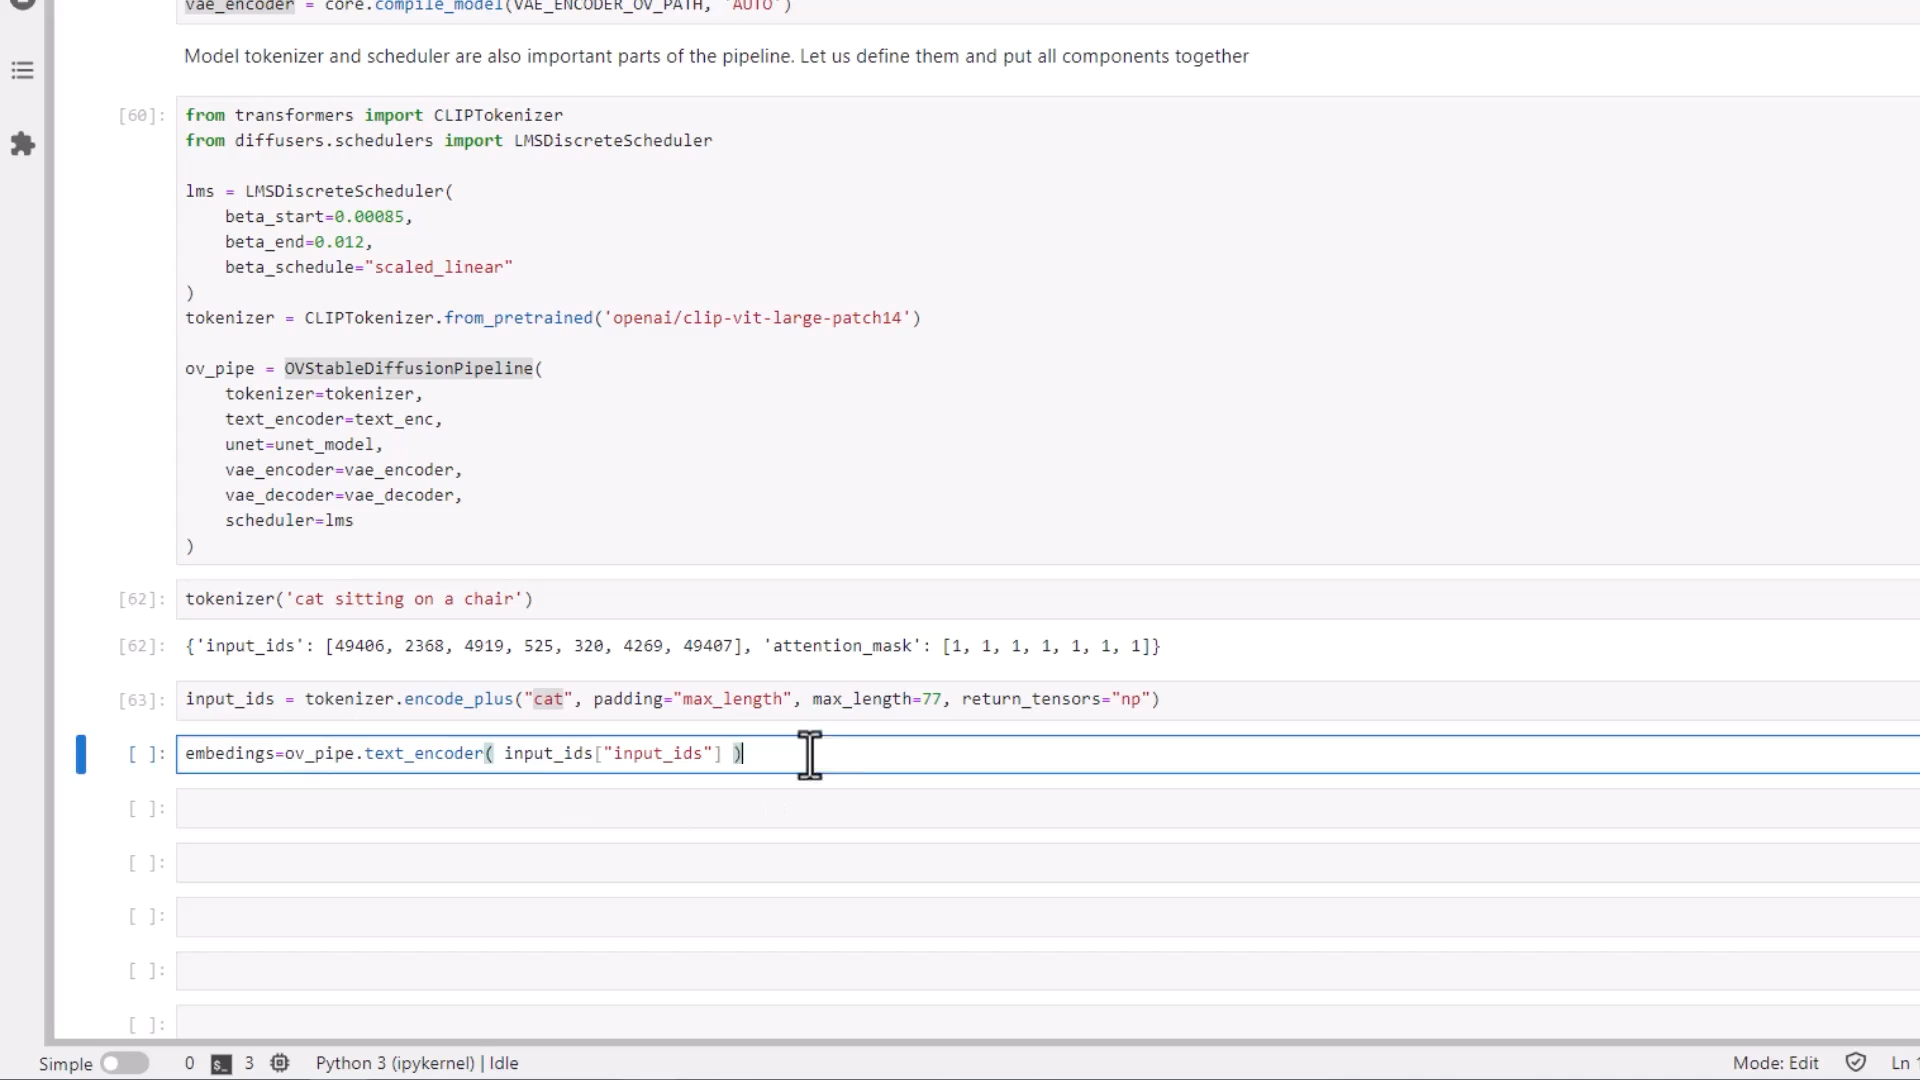 vae_encoder = core.compile_model(VAE_ENCODER_OV_PATH, 'AUTO')
Model tokenizer and scheduler are also important parts of the pipeline. Let us define them and put all components together
[60]: from transformers import CLIPTokenizer
from diffusers.schedulers import LMSDiscreteScheduler
lms = LMSDiscreteScheduler(
beta_start=0.00085,
beta_end=0.012,
beta_schedule="scaled_linear"
)
tokenizer = CLIPTokenizer.from_pretrained('openai/clip-vit-large-patch14')
ov_pipe = OVStableDiffusionPipeline(
tokenizer=tokenizer,
text_encoder=text_enc,
unet=unet_model,
vae_encoder=vae_encoder,
vae_decoder=vae_decoder,
scheduler=lms
)
[62]: tokenizer('cat sitting on a chair')
[62]: {'input_ids': [49406, 2368, 4919, 525, 320, 4269, 49407], 'attention_mask': [1, 1, 1, 1, 1, 1, 1]}
[63]: input_ids = tokenizer.encode_plus("cat", padding="max_length", max_length=77, return_tensors="np")
[ ]: embedings=ov_pipe.text_encoder( input_ids["input_ids"] )
[ ]:
[ ]:
[ ]:
[ ]:
[ ]:
Simple 0 $_ 3 Python 3 (ipykernel) | Idle Mode: Edit Ln 1